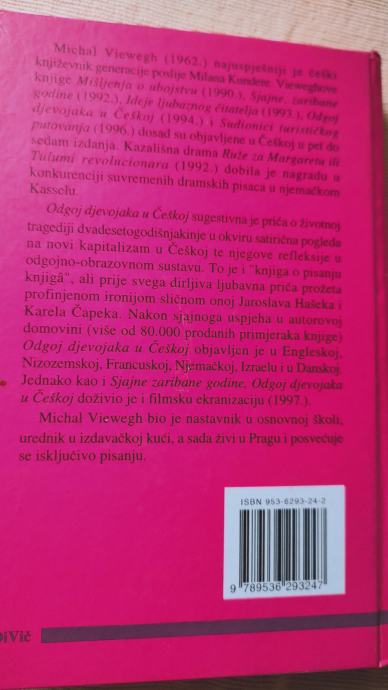 Michal Viewegh (1962.) najuspješniji je češki
književnik generacije poslije Milana Kundere. Vieweghove
knjige Mišljenja o ubojstvu (1990.), Sjajne, zaribane
godine (1992.), Ideje ljubaznog čitatelja (1993.), Odgoj
djevojaka u Češkoj (1994.) i Sudionici turističkog
putovanja (1996.) dosad su objavljene u Češkoj u pet do
sedam izdanja. Kazališna drama Ruže za Margaretu ili
Tulumi revolucionara (1992.) dobila je nagradu u
konkurenciji suvremenih dramskih pisaca u njemačkom
Kasselu.
Odgoj djevojaka u Češkoj sugestivna je priča o životnoj
tragediji dvadesetogodišnjakinje u okviru satirična pogleda
na novi kapitalizam u Češkoj te njegove refleksije u
odgojno-obrazovnom sustavu. To je i "knjiga o pisanju
knjigâ", ali prije svega dirljiva ljubavna priča prožeta
profinjenom ironijom sličnom onoj Jaroslava Hašeka i
Karela Čapeka. Nakon sjajnoga uspjeha u autorovoj
domovini (više od 80.000 prodanih primjeraka knjige)
Odgoj djevojaka u Češkoj objavljen je u Engleskoj,
Nizozemskoj, Francuskoj, Njemačkoj, Izraelu i u Danskoj.
Jednako kao i Sjajne zaribane godine, Odgoj djevojaka
u Češkoj doživio je i filmsku ekranizaciju (1997.).
Michal Viewegh bio je nastavnik u osnovnoj školi,
urednik u izdavačkoj kući, a sada živi u Pragu i posvećuje
se isključivo pisanju.
ISBN 953-6293-24-2
9 789536 293247
DiVič